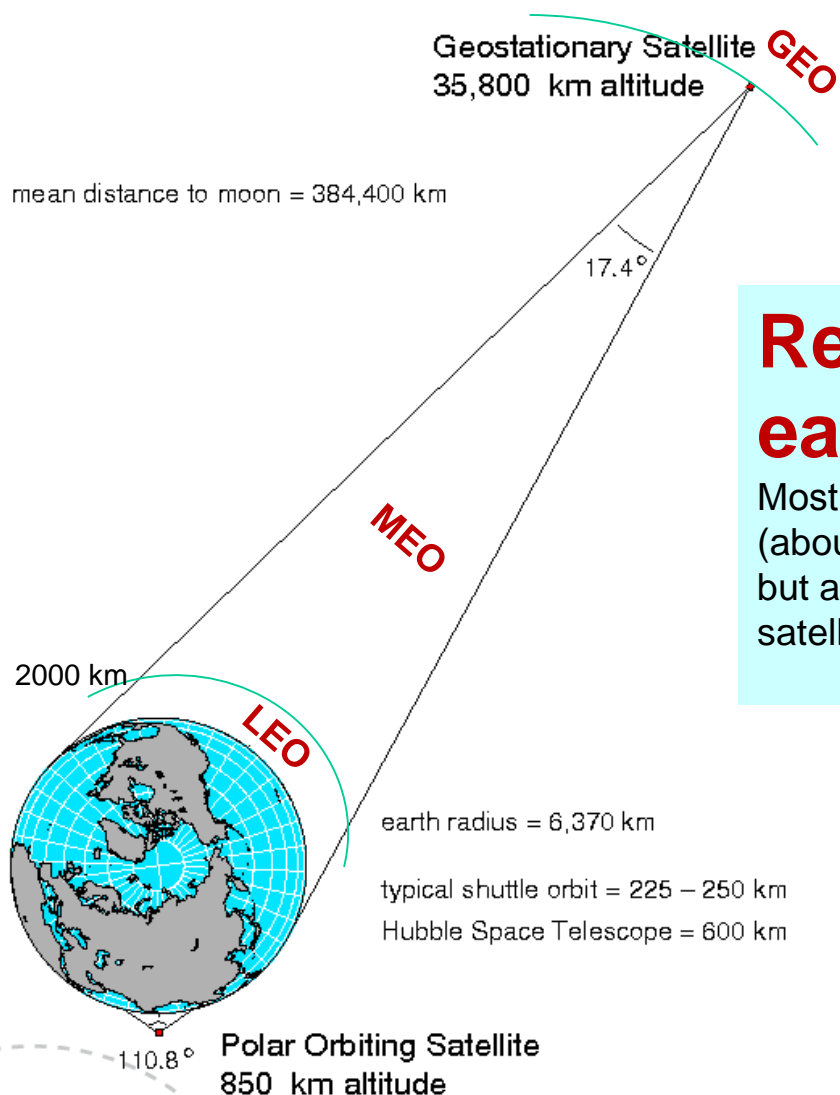 Geostationary Satellite
35,800 km altitude
GEO
mean distance to moon = 384,400 km
17.4°
MEO
2000 km
LEO
earth radius = 6,370 km
typical shuttle orbit = 225 – 250 km
Hubble Space Telescope = 600 km
110.8°
Polar Orbiting Satellite
850 km altitude
Re
ea
Most
(abou
but a
satell